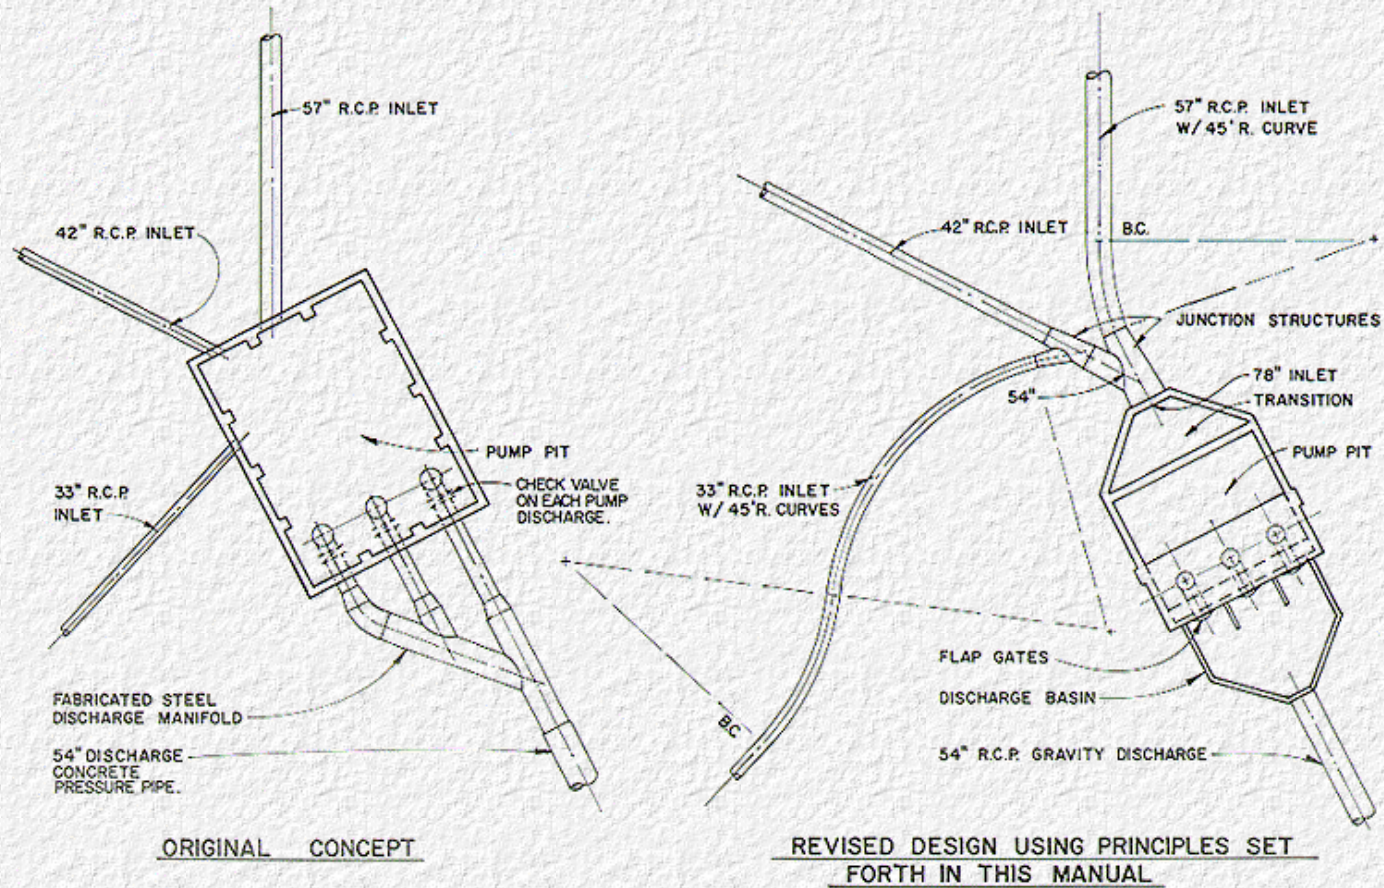 57" R.C.P. INLET
42" R.C.P. INLET
PUMP PIT
CHECK VALVE
ON EACH PUMP
DISCHARGE.
33" R.C.P.
INLET
FABRICATED STEEL
DISCHARGE MANIFOLD
54" DISCHARGE
CONCRETE
PRESSURE PIPE.
ORIGINAL CONCEPT
57" R.C.P. INLET
W/ 45' R. CURVE
42" R.C.P. INLET
B.C.
JUNCTION STRUCTURES
78" INLET
TRANSITION
54"
PUMP PIT
33" R.C.P. INLET
W/ 45'R. CURVES
FLAP GATES
DISCHARGE BASIN
B.C.
54" R.C.P. GRAVITY DISCHARGE
REVISED DESIGN USING PRINCIPLES SET
FORTH IN THIS MANUAL